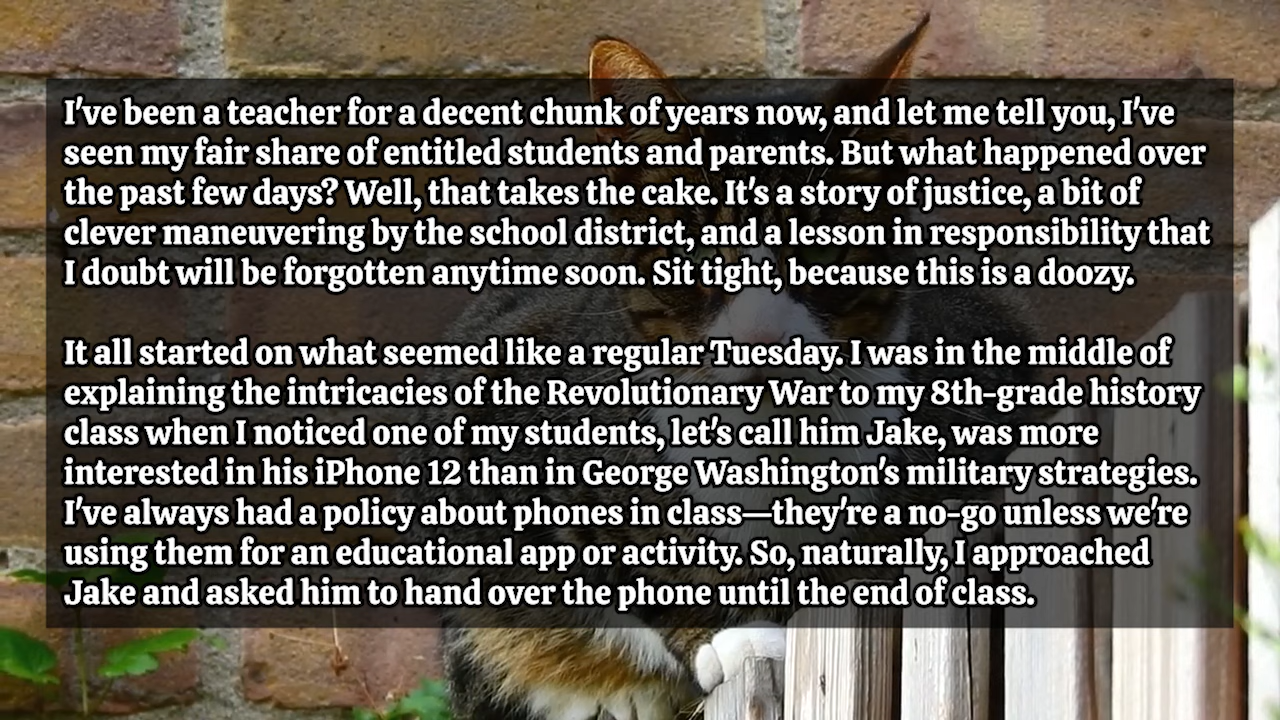 I've been a teacher for a decent chunk of years now, and let me tell you, I've
seen my fair share of entitled students and parents. But what happened over
the past few days? Well, that takes the cake. It's a story of justice, a bit of
clever maneuvering by the school district, and a lesson in responsibility that
I doubt will be forgotten anytime soon. Sit tight, because this is a doozy.
It all started on what seemed like a regular Tuesday. I was in the middle of
explaining the intricacies of the Revolutionary War to my 8th-grade history
class when I noticed one of my students, let's call him Jake, was more
interested in his iPhone 12 than in George Washington's military strategies.
I've always had a policy about phones in class—they're a no-go unless we're
using them for an educational app or activity. So, naturally, I approached
Jake and asked him to hand over the phone until the end of class.